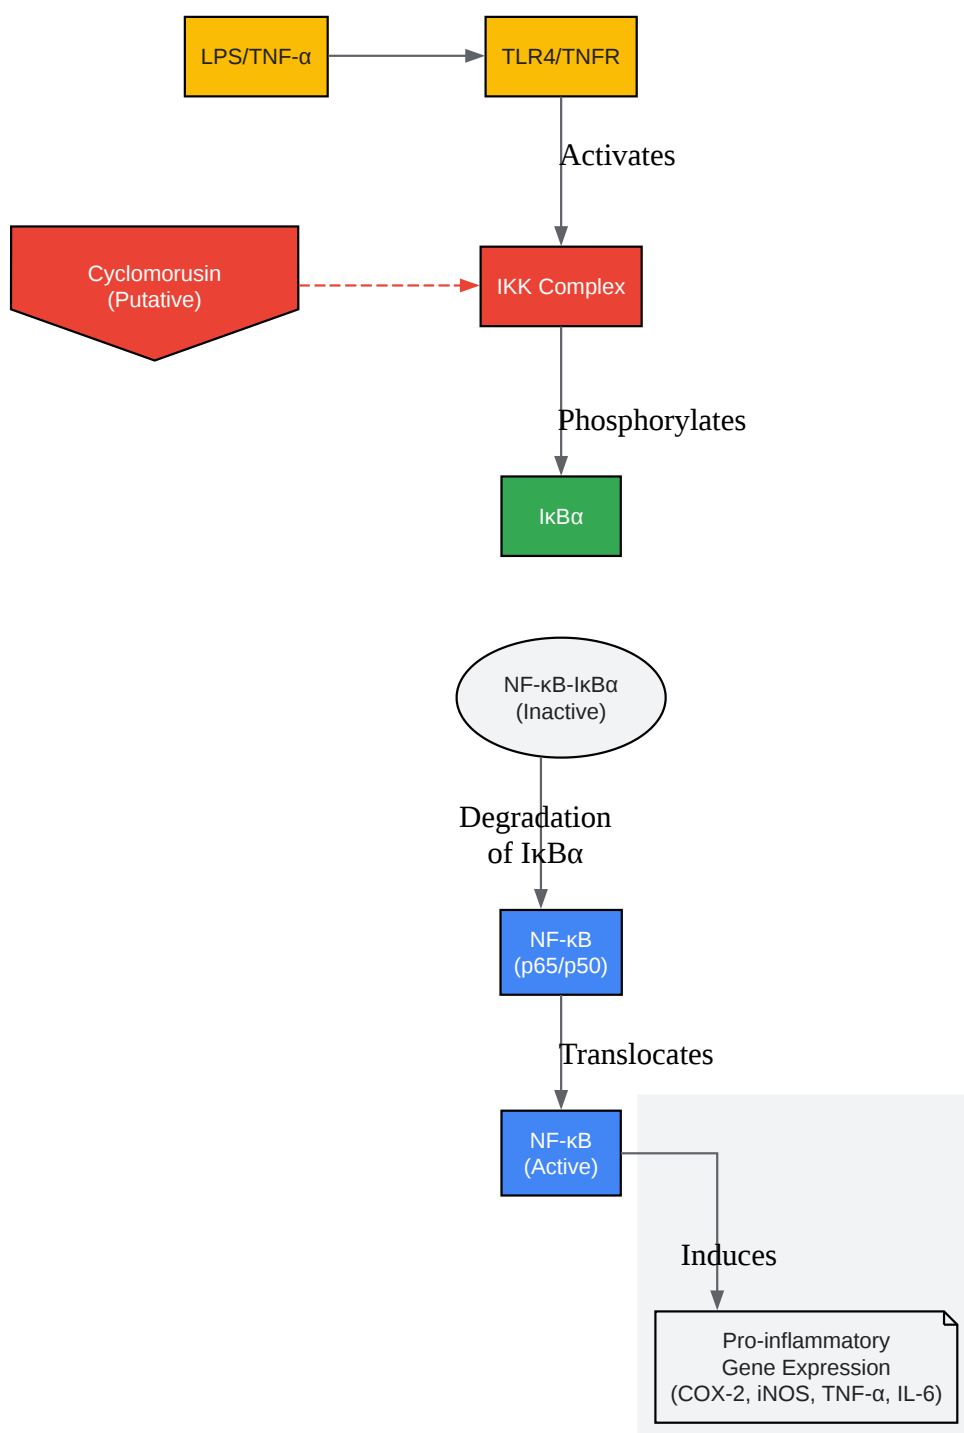 LPS/TNF-α
TLR4/TNFR
Activates
Cyclomorusin
(Putative)
IKK Complex
Phosphorylates
IκBα
NF-κB-IκBα
(Inactive)
Degradation
of IκBα
NF-κB
(p65/p50)
Translocates
NF-κB
(Active)
Induces
Pro-inflammatory
Gene Expression
(COX-2, iNOS, TNF-α, IL-6)